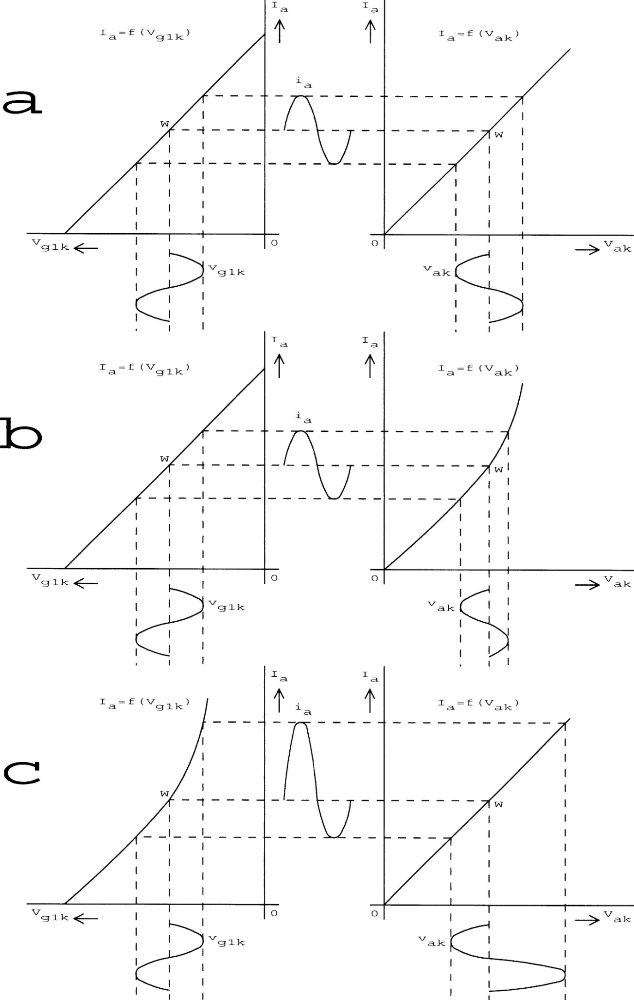 Ia Ia
Ia=f(Vg1k) Ia=f(Vak)
ia
a
W W
0 0
Vg1k Vak
vg1k vak
Ia Ia
Ia=f(Vg1k) Ia=f(Vak)
ia
b
W W
0 0
Vg1k Vak
vg1k vak
Ia Ia
Ia=f(Vg1k) ia Ia=f(Vak)
c
W W
0 0
Vg1k Vak
vg1k vak